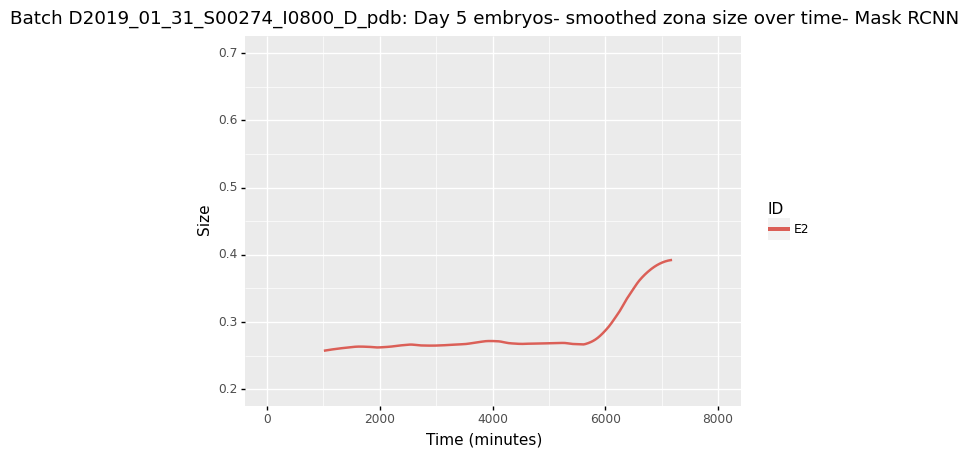 Batch D2019_01_31_S00274_I0800_D_pdb: Day 5 embryos- smoothed zona size over time- Mask RCNN
0.7
0.6
0.5
0.4
0.3
0.2
Size
0 2000 4000 6000 8000
Time (minutes)
ID
E2